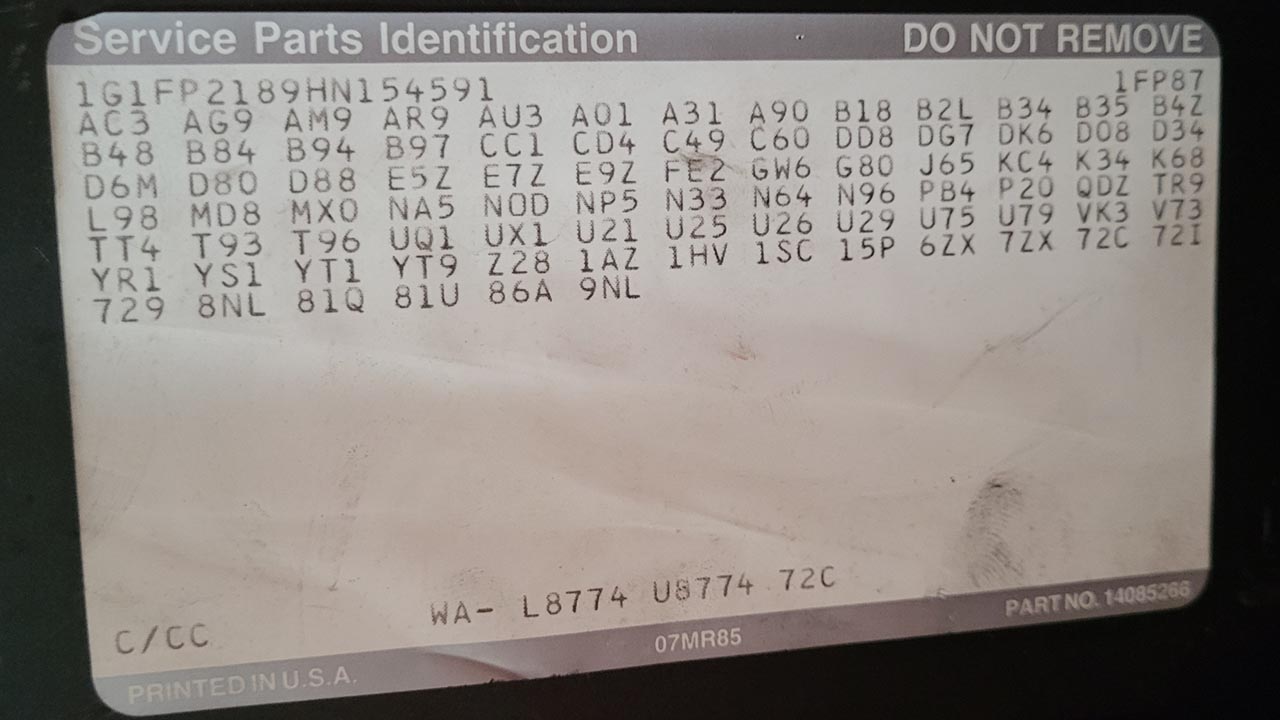 Service Parts Identification DO NOT REMOVE
1G1FP2189HN154591 1FP87
AC3 AG9 AM9 AR9 AU3 A01 A31 A90 B18 B2L B34 B35 B4Z
B48 B84 B94 B97 CC1 CD4 C49 C60 DD8 DG7 DK6 D08 D34
D6M D80 D88 E5Z E7Z E9Z FE2 GW6 G80 J65 KC4 K34 K68
L98 MD8 MX0 NA5 N0D NP5 N33 N64 N96 PB4 P20 QDZ TR9
TT4 T93 T96 UQ1 UX1 U21 U25 U26 U29 U75 U79 VK3 V73
YR1 YS1 YT1 YT9 Z28 1AZ 1HV 1SC 15P 6ZX 7ZX 72C 72I
729 8NL 81Q 81U 86A 9NL
WA- L8774 U8774 72C
C/CC
PRINTED IN U.S.A. 07MR85 PART NO. 14085266